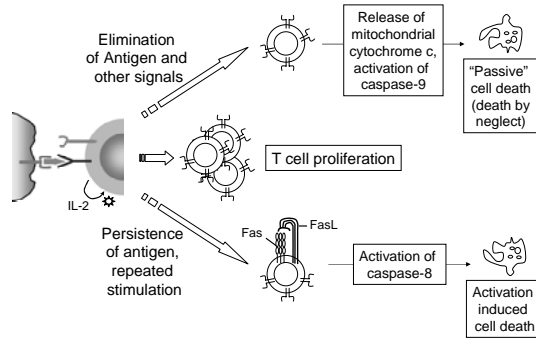 Elimination
of Antigen and
other signals
Release of
mitochondrial
cytochrome c,
activation of
caspase-9
“Passive”
cell death
(death by
neglect)
T cell proliferation
IL-2
Persistence
of antigen,
repeated
stimulation
Fas
FasL
Activation of
caspase-8
Activation
induced
cell death